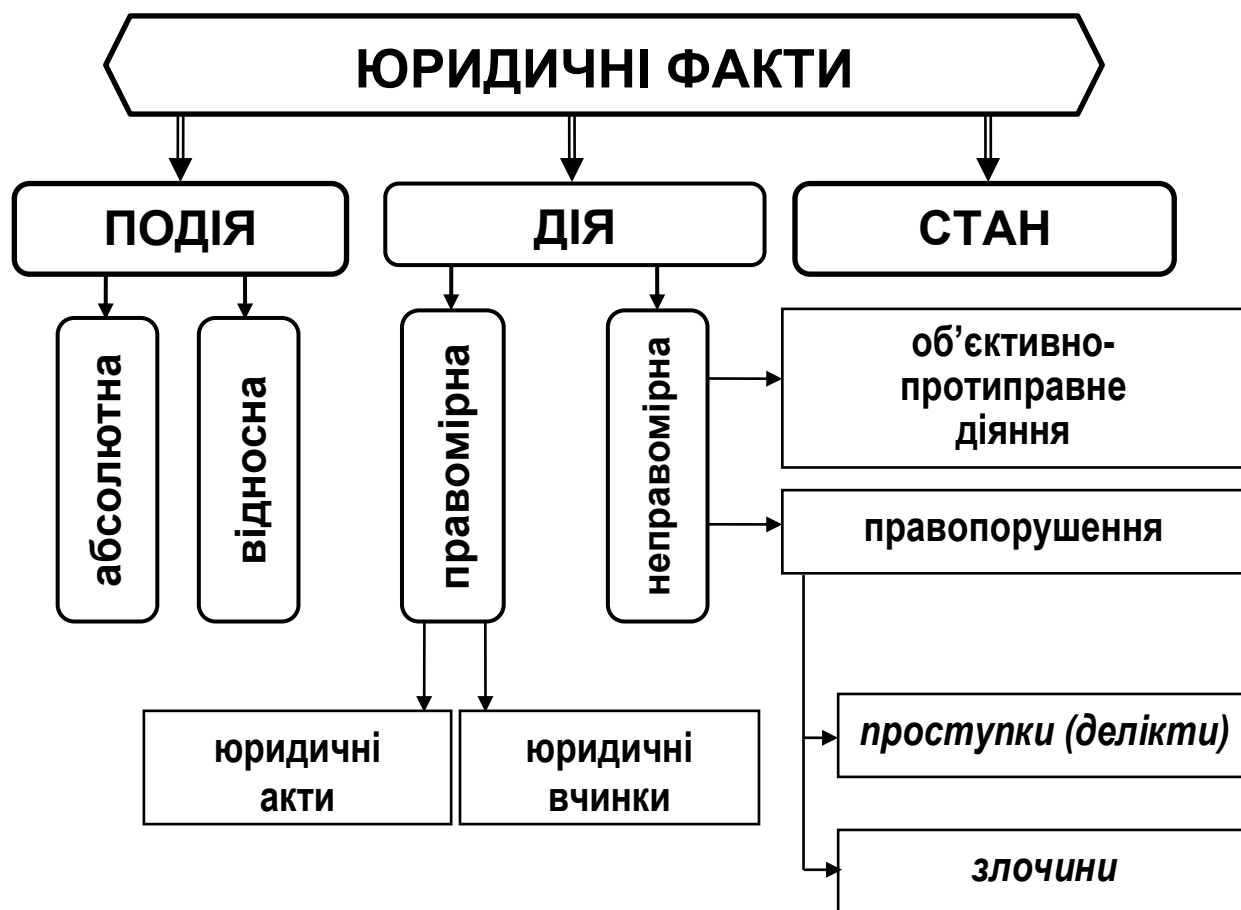 ЮРИДИЧНІ ФАКТИ
ПОДІЯ
ДІЯ
СТАН
абсолютна
відносна
правомірна
неправомірна
об’єктивно-
протиправне
діяння
правопорушення
юридичні
акти
юридичні
вчинки
проступки (делікти)
злочини